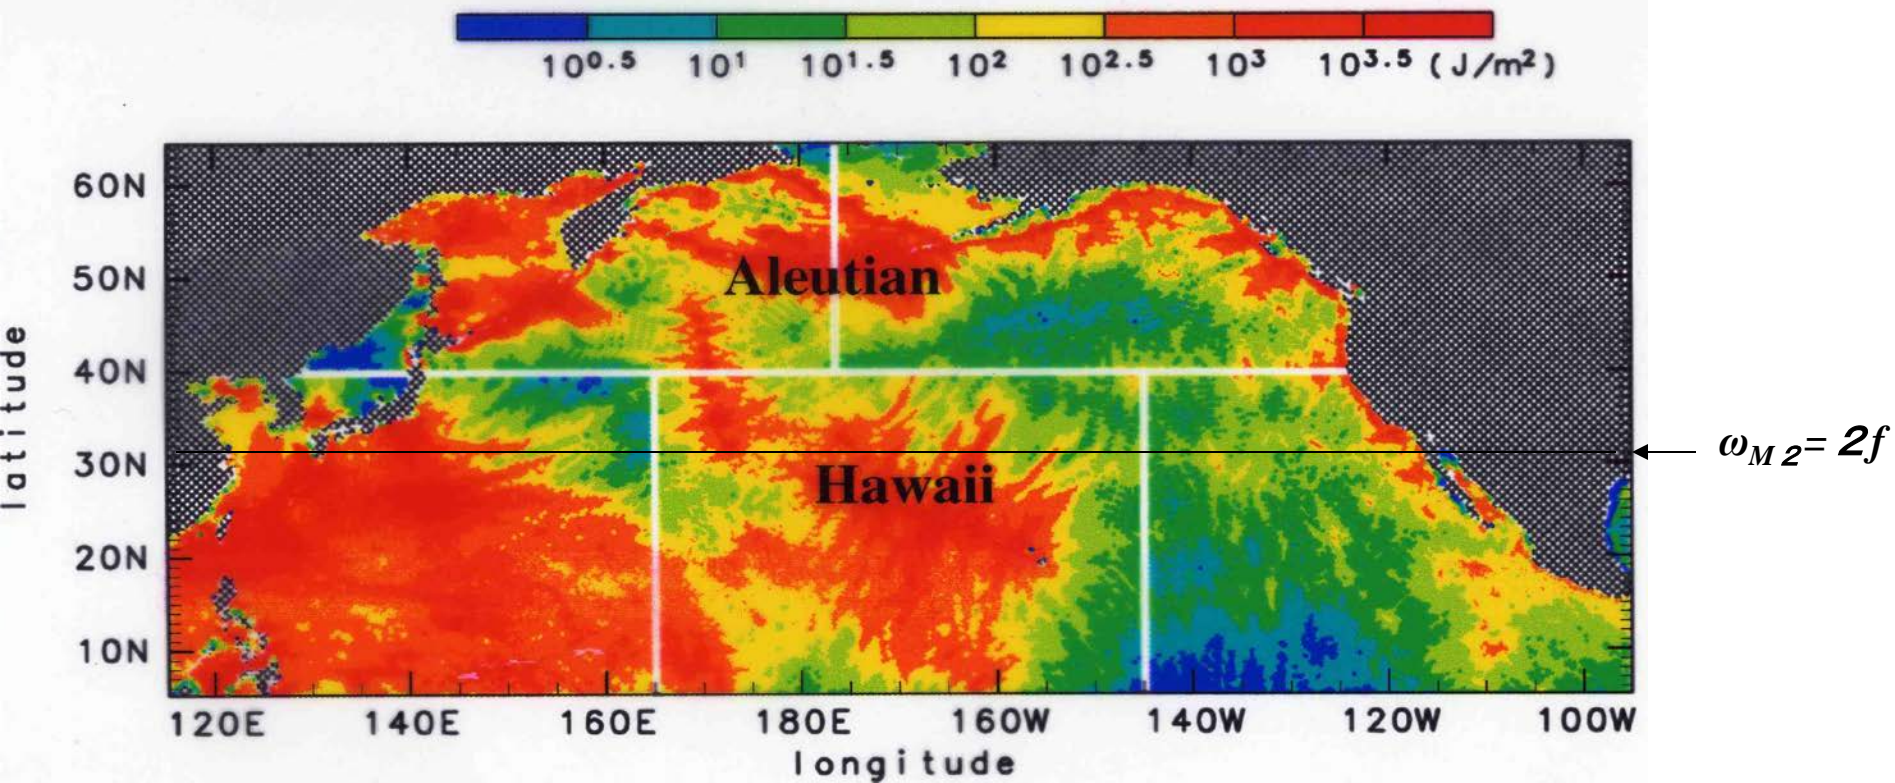 10^0.5 10^1 10^1.5 10^2 10^2.5 10^3 10^3.5 (J/m²)
60N
50N
Aleutian
40N
latitude
30N
ω_M2 = 2f
Hawaii
20N
10N
120E 140E 160E 180E 160W 140W 120W 100W
longitude